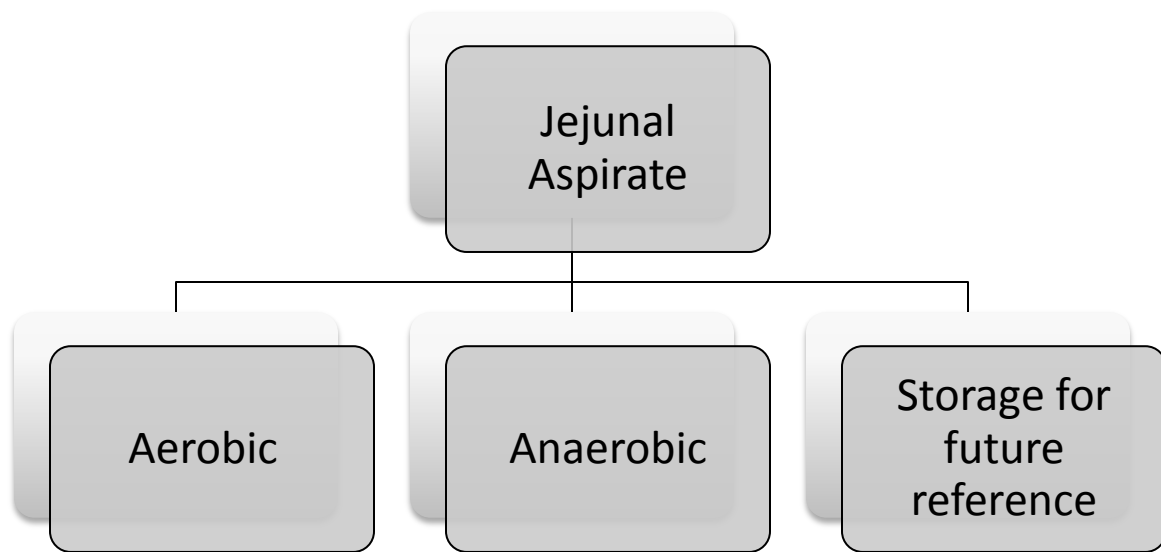 Jejunal
Aspirate
Aerobic
Anaerobic
Storage for
future
reference